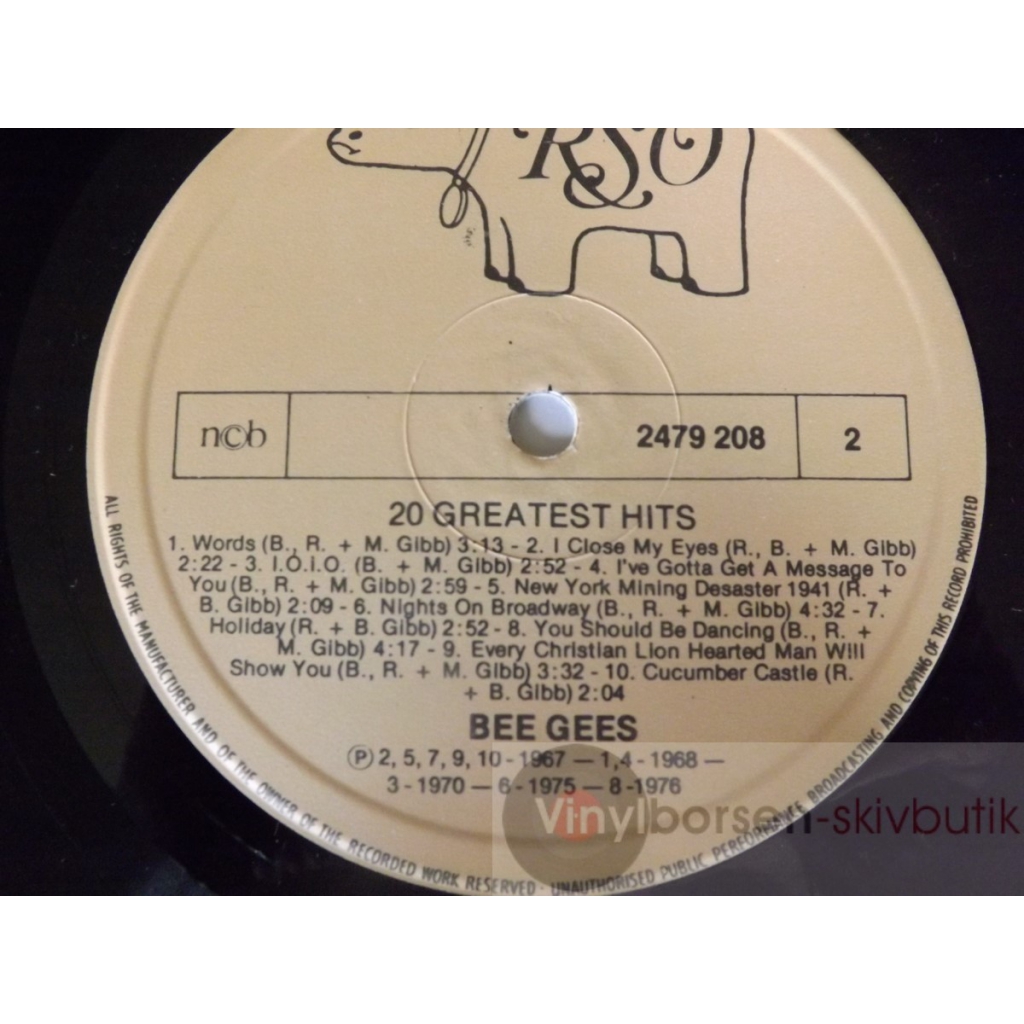 RSO
ncb 2479 208 2
20 GREATEST HITS
1. Words (B., R. + M. Gibb) 3:13 - 2. I Close My Eyes (R., B. + M. Gibb)
2:22 - 3. I.O.I.O. (B. + M. Gibb) 2:52 - 4. I've Gotta Get A Message To
You (B., R. + M. Gibb) 2:59 - 5. New York Mining Desaster 1941 (R. +
B. Gibb) 2:09 - 6. Nights On Broadway (B., R. + M. Gibb) 4:32 - 7.
Holiday (R. + B. Gibb) 2:52 - 8. You Should Be Dancing (B., R. +
M. Gibb) 4:17 - 9. Every Christian Lion Hearted Man Will
Show You (B., R. + M. Gibb) 3:32 - 10. Cucumber Castle (R.
+ B. Gibb) 2:04
BEE GEES
Ⓟ 2, 5, 7, 9, 10 - 1967 — 1,4 - 1968 —
3 - 1970 — 6 - 1975 — 8 - 1976
ALL RIGHTS OF THE MANUFACTURER AND OF THE OWNER OF THE RECORDED WORK RESERVED - UNAUTHORISED PUBLIC PERFORMANCE BROADCASTING AND COPYING OF THIS RECORD PROHIBITED
Vinylborsen-skivbutik